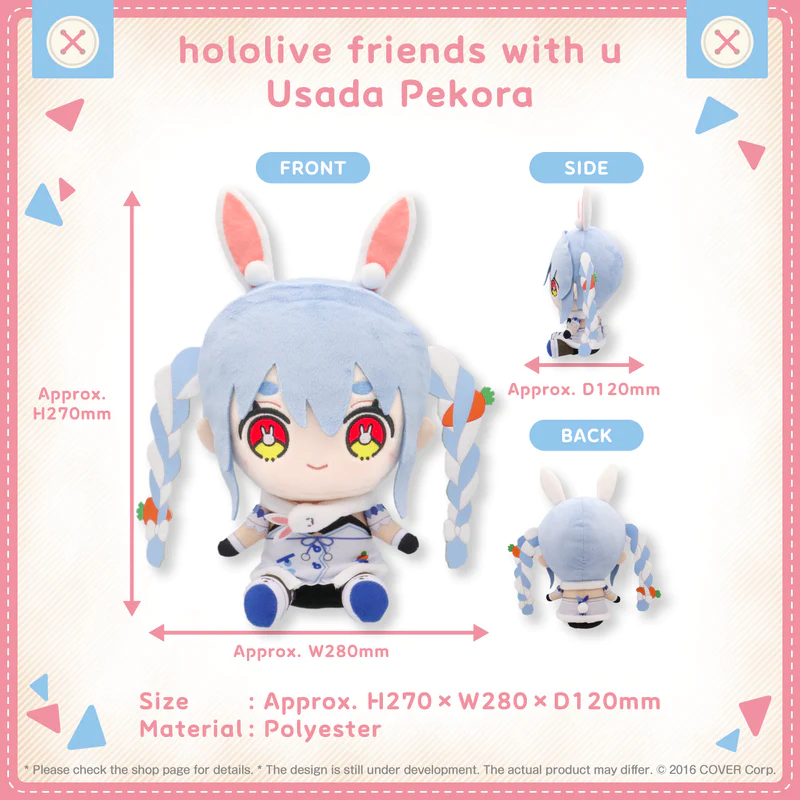 hololive friends with u
Usada Pekora
FRONT
SIDE
Approx.
H270mm
Approx. D120mm
BACK
Approx. W280mm
Size : Approx. H270 × W280 × D120mm
Material : Polyester
* Please check the shop page for details. * The design is still under development. The actual product may differ. © 2016 COVER Corp.